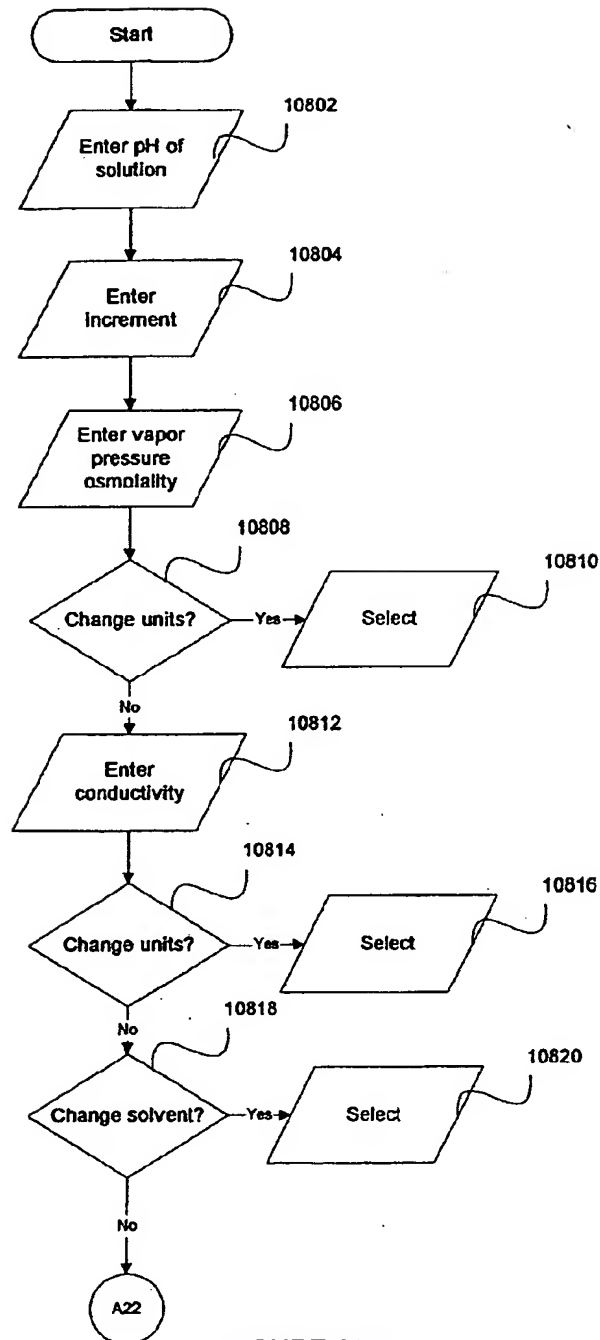 Start
10802
Enter pH of
solution
10804
Enter
increment
10806
Enter vapor
pressure
osmolality
10808
Change units?
Yes
10810
Select
No
10812
Enter
conductivity
10814
Change units?
Yes
10816
Select
No
10818
Change solvent?
Yes
10820
Select
No
A22